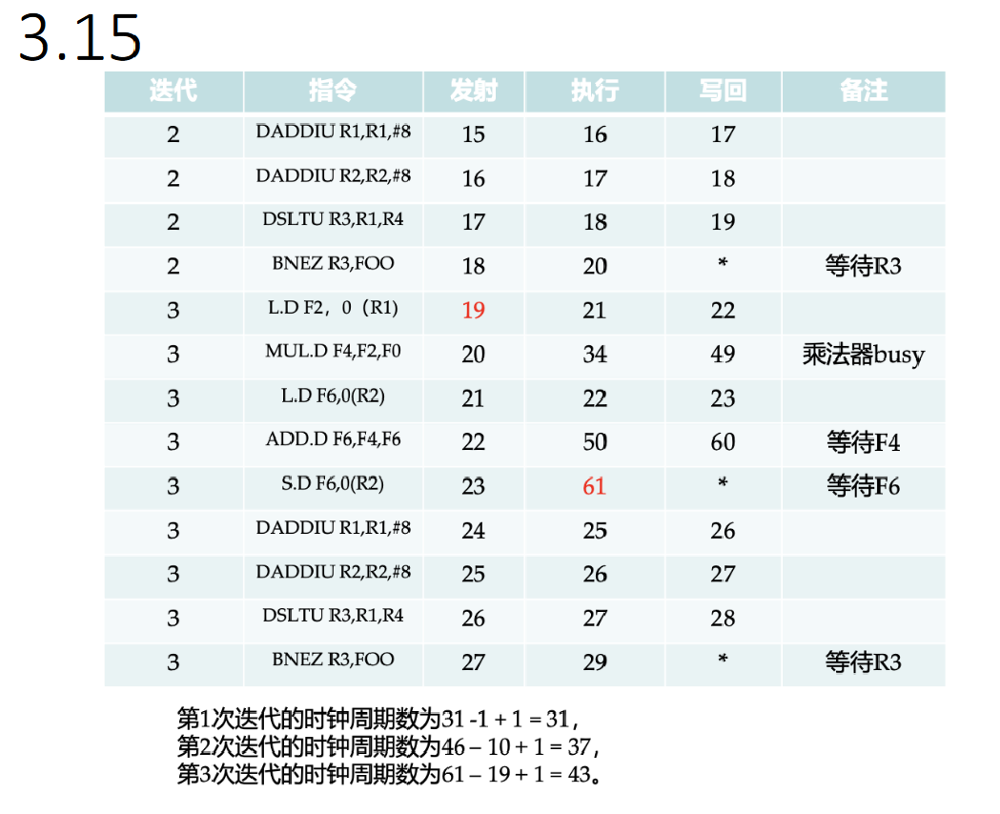 3.15
迭代 指令 发射 执行 写回 备注
2 DADDIU R1,R1,#8 15 16 17
2 DADDIU R2,R2,#8 16 17 18
2 DSLTU R3,R1,R4 17 18 19
2 BNEZ R3,FOO 18 20 * 等待R3
3 L.D F2，0（R1) 19 21 22
3 MUL.D F4,F2,F0 20 34 49 乘法器busy
3 L.D F6,0(R2) 21 22 23
3 ADD.D F6,F4,F6 22 50 60 等待F4
3 S.D F6,0(R2) 23 61 * 等待F6
3 DADDIU R1,R1,#8 24 25 26
3 DADDIU R2,R2,#8 25 26 27
3 DSLTU R3,R1,R4 26 27 28
3 BNEZ R3,FOO 27 29 * 等待R3
第1次迭代的时钟周期数为31 -1 + 1 = 31，
第2次迭代的时钟周期数为46 – 10 + 1 = 37，
第3次迭代的时钟周期数为61 – 19 + 1 = 43。